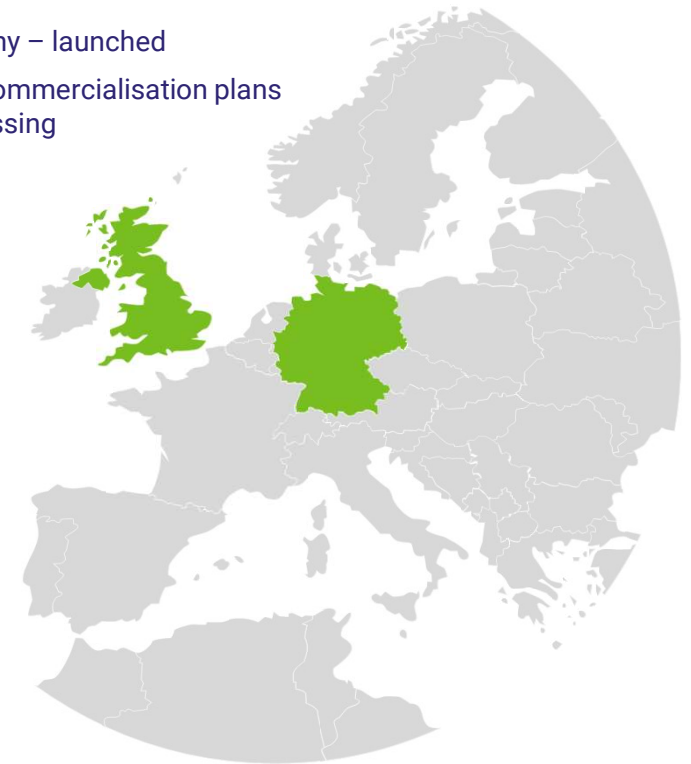 ny – launched
ommercialisation plans
ssing